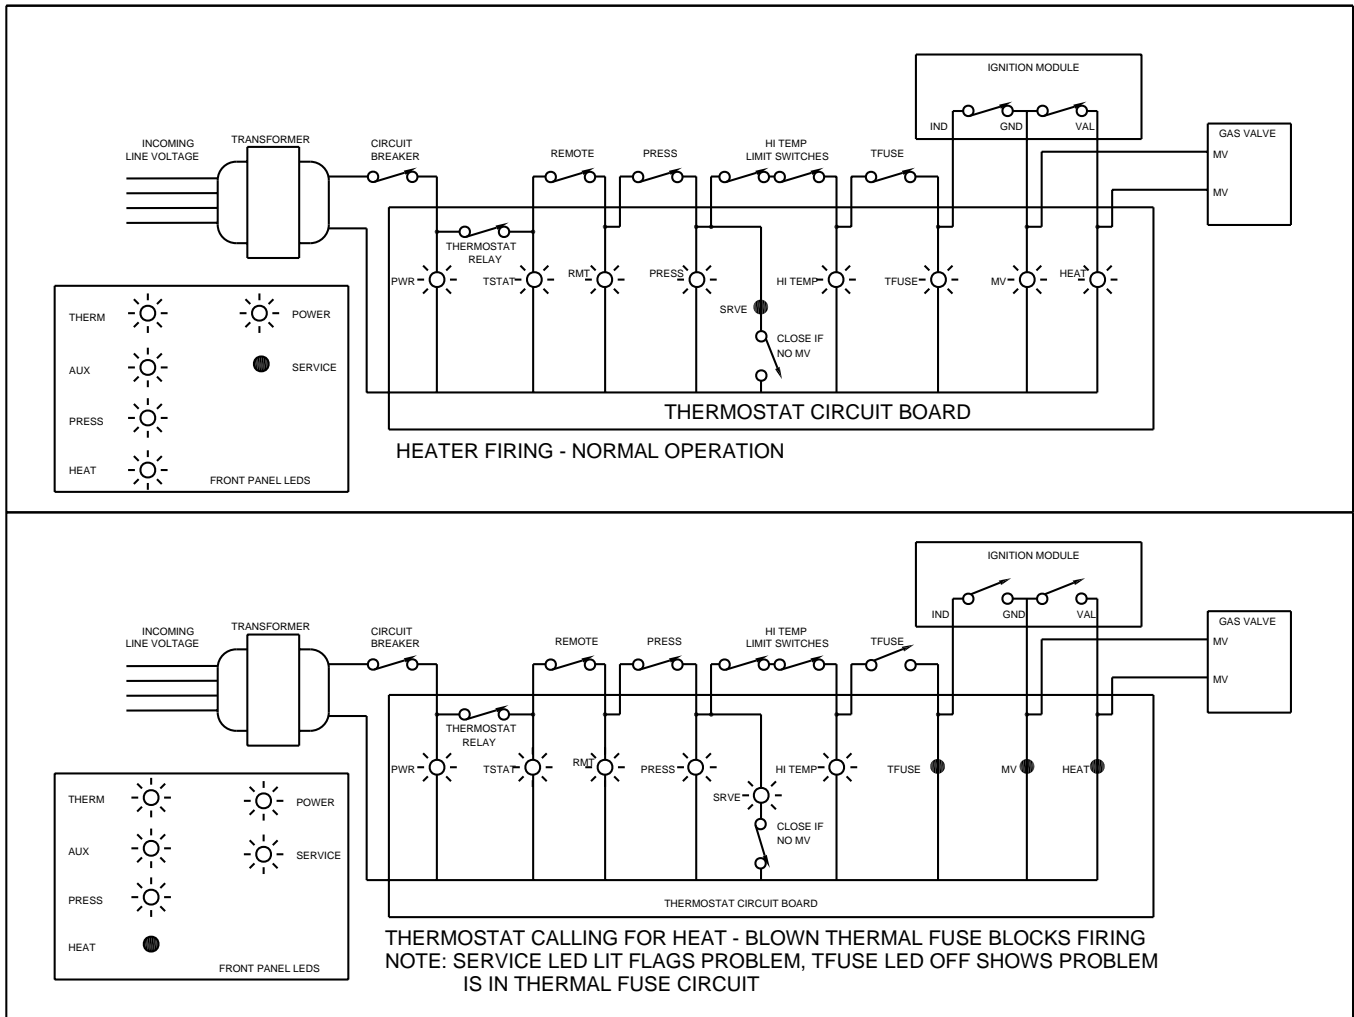 IGNITION MODULE
IND
GND
VAL
GAS VALVE
MV
MV
INCOMING
LINE VOLTAGE
TRANSFORMER
CIRCUIT
BREAKER
REMOTE
PRESS
HI TEMP
LIMIT SWITCHES
TFUSE
THERMOSTAT
RELAY
PWR
TSTAT
RMT
PRESS
SRVE
CLOSE IF
NO MV
HI TEMP
TFUSE
MV
HEAT
THERM
POWER
AUX
SERVICE
PRESS
HEAT
FRONT PANEL LEDS
THERMOSTAT CIRCUIT BOARD
HEATER FIRING - NORMAL OPERATION
IGNITION MODULE
IND
GND
VAL
GAS VALVE
MV
MV
INCOMING
LINE VOLTAGE
TRANSFORMER
CIRCUIT
BREAKER
REMOTE
PRESS
HI TEMP
LIMIT SWITCHES
TFUSE
THERMOSTAT
RELAY
PWR
TSTAT
RMT
PRESS
SRVE
CLOSE IF
NO MV
HI TEMP
TFUSE
MV
HEAT
THERM
POWER
AUX
SERVICE
PRESS
HEAT
FRONT PANEL LEDS
THERMOSTAT CIRCUIT BOARD
THERMOSTAT CALLING FOR HEAT - BLOWN THERMAL FUSE BLOCKS FIRING
NOTE: SERVICE LED LIT FLAGS PROBLEM, TFUSE LED OFF SHOWS PROBLEM
IS IN THERMAL FUSE CIRCUIT